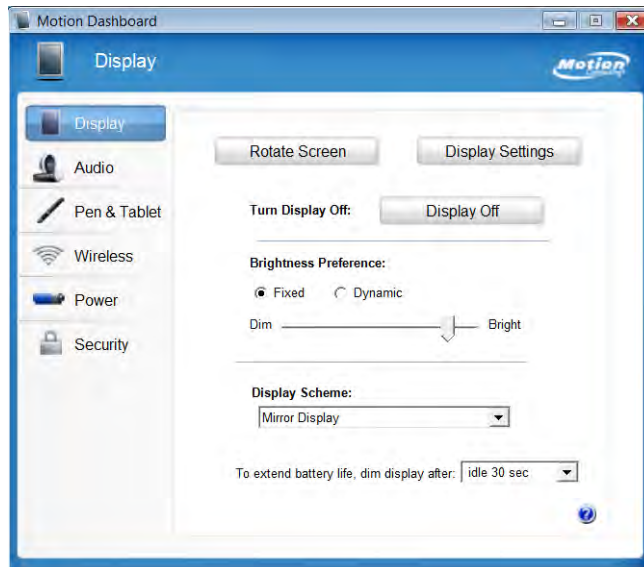 Motion Dashboard
Display
Motion
Display
Audio
Pen & Tablet
Wireless
Power
Security
Rotate Screen Display Settings
Turn Display Off: Display Off
Brightness Preference:
Fixed Dynamic
Dim Bright
Display Scheme:
Mirror Display
To extend battery life, dim display after: idle 30 sec
?